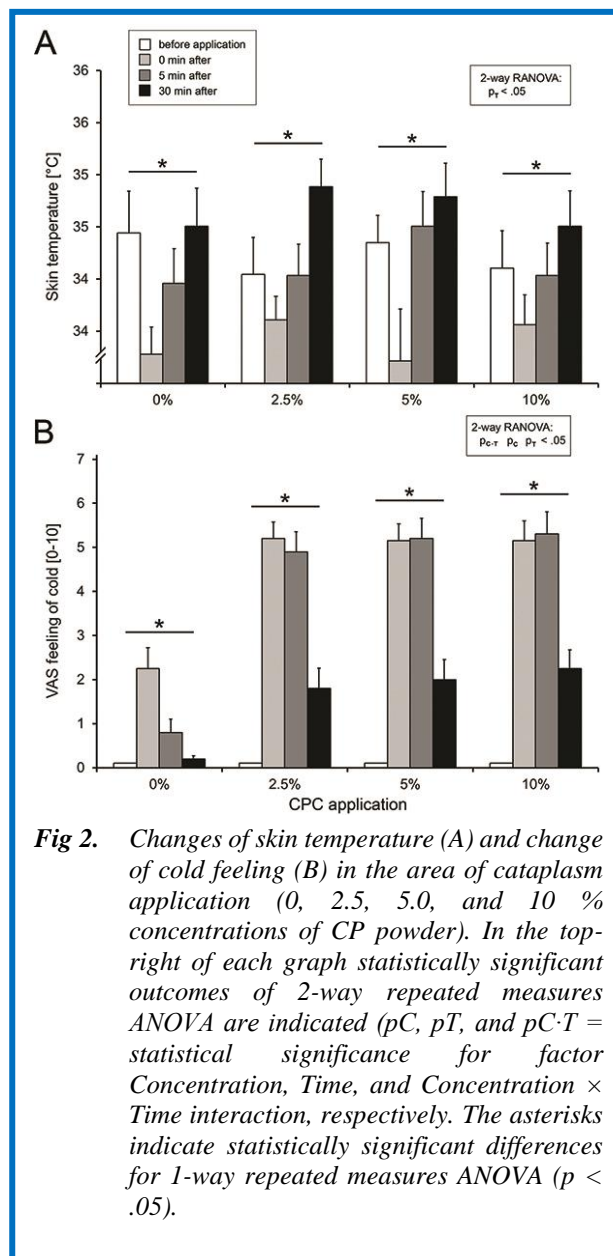 A
before application
0 min after
5 min after
30 min after
2-way RANOVA:
pT < .05
Skin temperature [°C]
36
36
35
35
34
34
0% 2.5% 5% 10%
* * * *
B
2-way RANOVA:
pC-T pC pT < .05
VAS feeling of cold [0-10]
7
6
5
4
3
2
1
0
* * * *
0% 2.5% 5% 10%
CPC application
Fig 2. Changes of skin temperature (A) and change
of cold feeling (B) in the area of cataplasm
application (0, 2.5, 5.0, and 10 %
concentrations of CP powder). In the top-
right of each graph statistically significant
outcomes of 2-way repeated measures
ANOVA are indicated (pC, pT, and pC·T =
statistical significance for factor
Concentration, Time, and Concentration ×
Time interaction, respectively. The asterisks
indicate statistically significant differences
for 1-way repeated measures ANOVA (p <
.05).